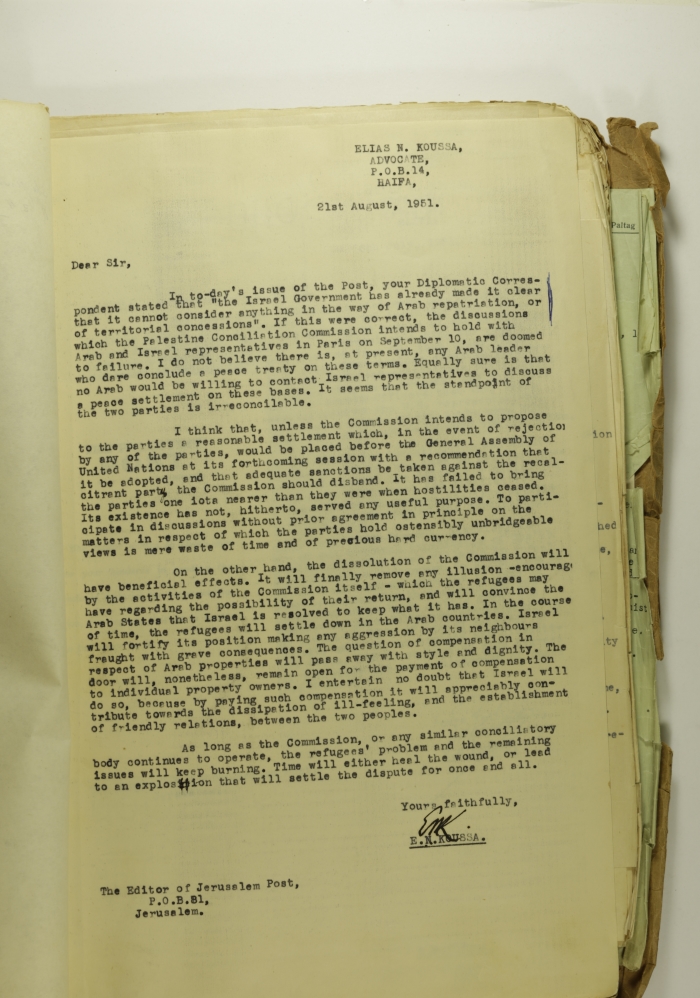 ELIAS N. KOUSSA,
ADVOCATE,
P.O.B.14,
HAIFA,
21st August, 1951.
Dear Sir,
In to-day's issue of the Post, your Diplomatic Corres-
pondent stated that "the Israel Government has already made it clear
that it cannot consider anything in the way of Arab repatriation, or
of territorial concessions". If this were correct, the discussions
which the Palestine Conciliation Commission intends to hold with
Arab and Israel representatives in Paris on September 10, are doomed
to failure. I do not believe there is, at present, any Arab leader
who dare conclude a peace treaty on these terms. Equally sure is that
no Arab would be willing to contact Israel representatives to discuss
a peace settlement on these bases. It seems that the standpoint of
the two parties is irreconcilable.
I think that, unless the Commission intends to propose
to the parties a reasonable settlement which, in the event of rejection
by any of the parties, would be placed before the General Assembly of
United Nations at its forthcoming session with a recommendation that
it be adopted, and that adequate sanctions be taken against the recal-
citrant party, the Commission should disband. It has failed to bring
the parties one iota nearer than they were when hostilities ceased.
Its existence has not, hitherto, served any useful purpose. To parti-
cipate in discussions without prior agreement in principle on the
matters in respect of which the parties hold ostensibly unbridgeable
views is mere waste of time and of precious hard currency.
On the other hand, the dissolution of the Commission will
have beneficial effects. It will finally remove any illusion -encourag
by the activities of the Commission itself - which the refugees may
have regarding the possibility of their return, and will convince the
Arab States that Israel is resolved to keep what it has. In the course
of time, the refugees will settle down in the Arab countries. Israel
will fortify its position making any aggression by its neighbours
fraught with grave consequences. The question of compensation in
respect of Arab properties will pass away with style and dignity. The
door will, nonetheless, remain open for the payment of compensation
to individual property owners. I entertain no doubt that Israel will
do so, because by paying such compensation it will appreciably con-
tribute towards the dissipation of ill-feeling, and the establishment
of friendly relations, between the two peoples.
As long as the Commission, or any similar conciliatory
body continues to operate, the refugees' problem and the remaining
issues will keep burning. Time will either heal the wound, or lead
to an explosion that will settle the dispute for once and all.
Yours faithfully,
E.N.KOUSSA.
The Editor of Jerusalem Post,
P.O.B.81,
Jerusalem.
Paltag